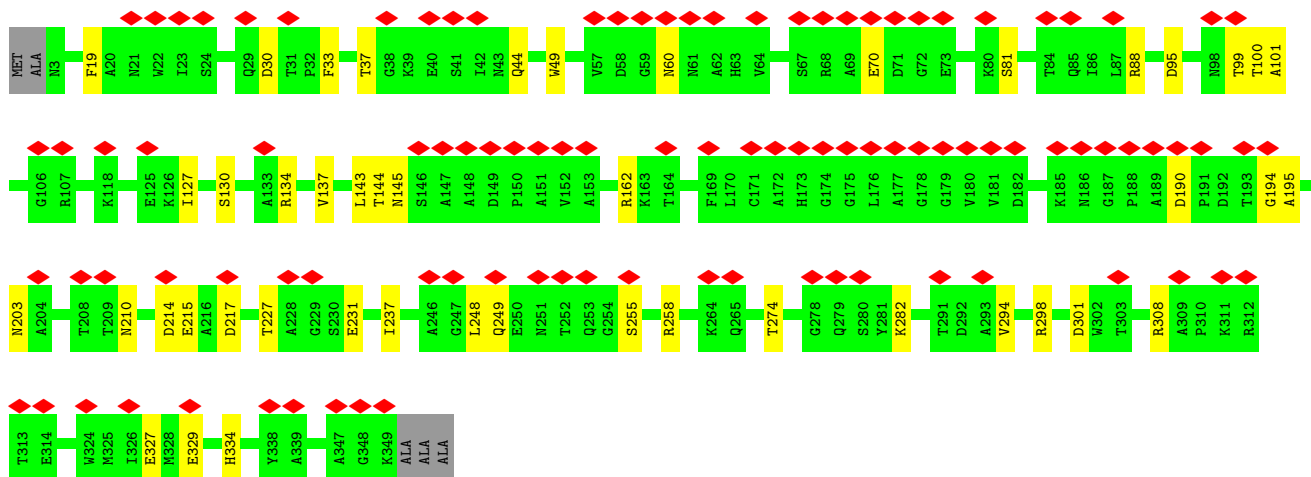 MET ALA N3 F19 A20 N21 W22 I23 S24 Q29 D30 T31 P32 F33 T37 G38 K39 E40 S41 I42 N43 Q44 W49 V57 D58 G59 N60 N61 A62 H63 V64 S67 R68 A69 E70 D71 G72 E73 K80 S81 T84 Q85 I86 L87 R88 D95 N98 T99 T100 A101
G106 R107 K118 E125 K126 I127 S130 A133 R134 V137 L143 T144 N145 S146 A147 A148 D149 P150 A151 V152 A153 R162 K163 T164 F169 L170 C171 A172 H173 G174 G175 L176 A177 G178 G179 V180 V181 D182 K185 N186 G187 P188 A189 D190 P191 D192 T193 G194 A195
N203 A204 T208 T209 N210 D214 E215 A216 D217 T227 A228 G229 S230 E231 I237 A246 G247 L248 Q249 E250 N251 T252 Q253 G254 S255 R258 K264 Q265 T274 G278 Q279 S280 Y281 K282 T291 D292 A293 V294 R298 D301 W302 T303 R308 A309 P310 K311 R312
T313 E314 W324 M325 I326 E327 M328 E329 H334 Y338 A339 A347 G348 K349 ALA ALA ALA